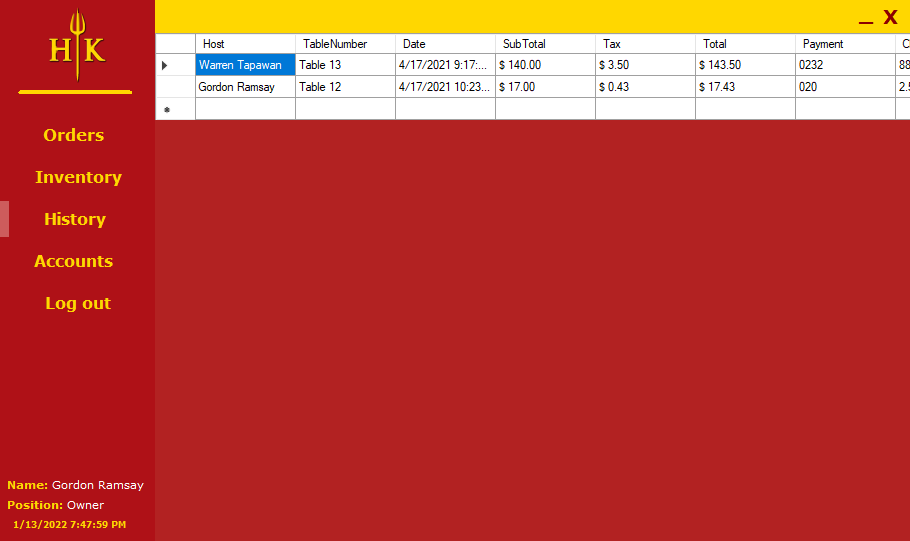 H K
Orders
Inventory
History
Accounts
Log out
Name: Gordon Ramsay
Position: Owner
1/13/2022 7:47:59 PM
_ X
Host TableNumber Date SubTotal Tax Total Payment C
Warren Tapawan Table 13 4/17/2021 9:17:... $ 140.00 $ 3.50 $ 143.50 0232 88
Gordon Ramsay Table 12 4/17/2021 10:23... $ 17.00 $ 0.43 $ 17.43 020 2.5
*